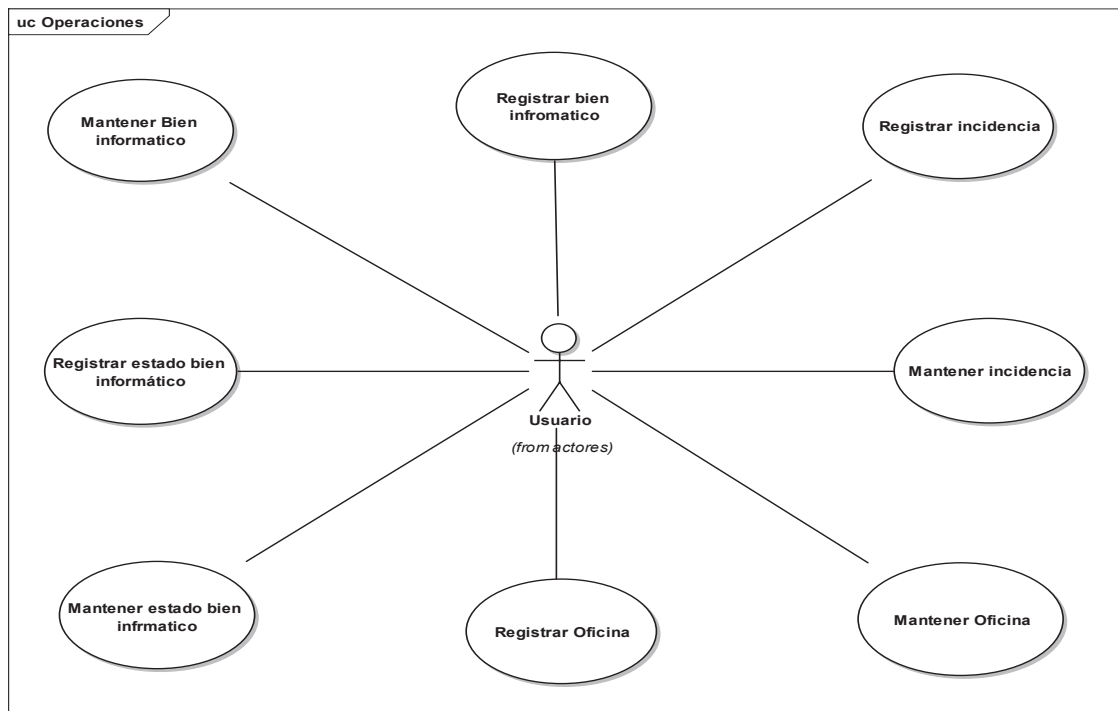 uc Operaciones
Mantener Bien
informatico
Registrar bien
infromatico
Registrar incidencia
Registrar estado bien
informático
Usuario
(from actores)
Mantener incidencia
Mantener estado bien
infrmatico
Registrar Oficina
Mantener Oficina